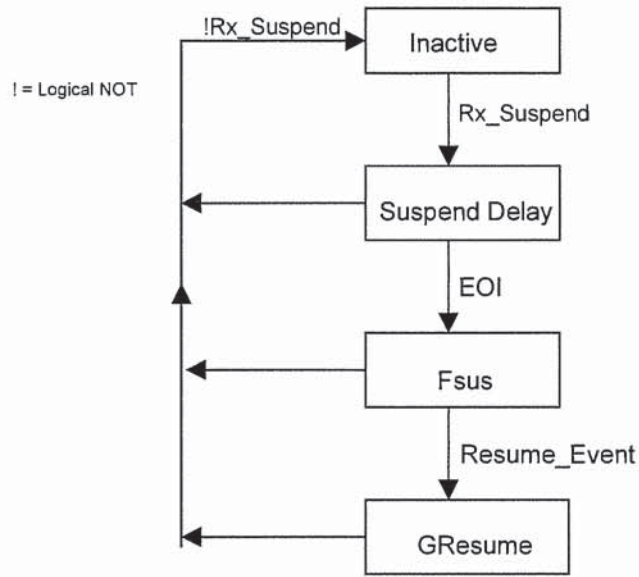 !Rx_Suspend
Inactive
! = Logical NOT
Rx_Suspend
Suspend Delay
EOI
Fsus
Resume_Event
GResume